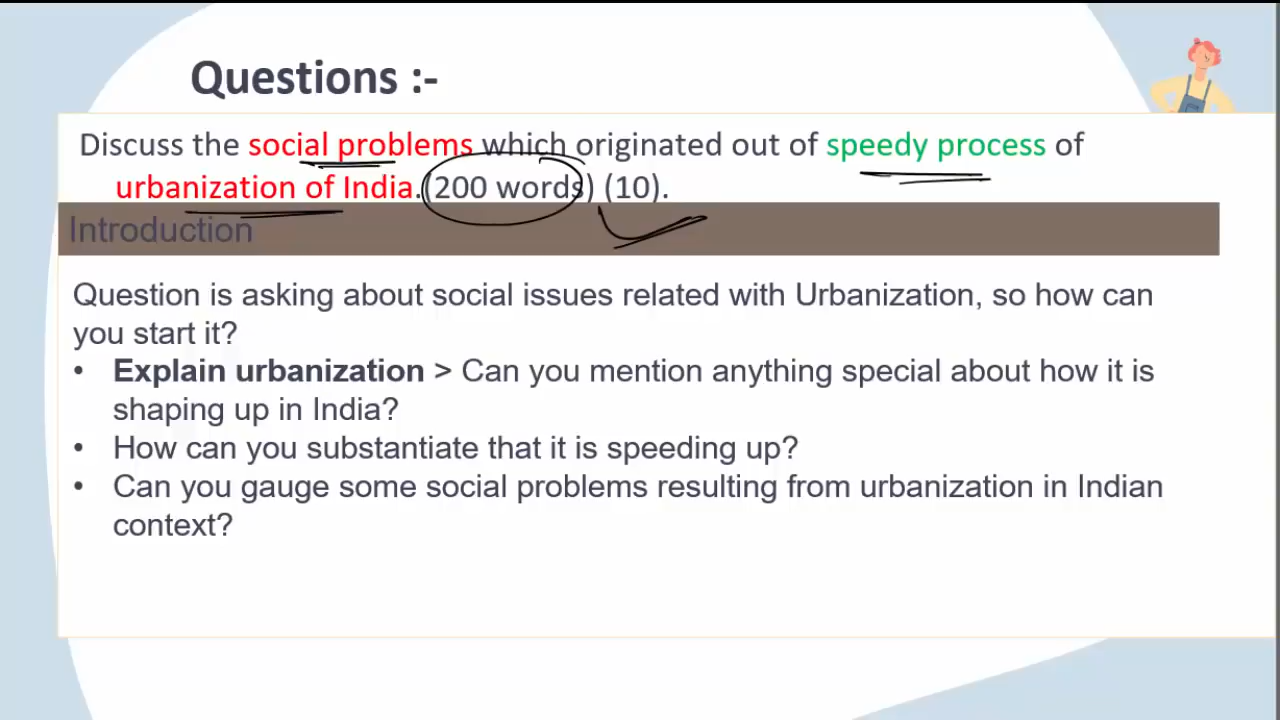 Questions :-
Discuss the social problems which originated out of speedy process of
urbanization of India.(200 words) (10).
Introduction
Question is asking about social issues related with Urbanization, so how can
you start it?
• Explain urbanization > Can you mention anything special about how it is
shaping up in India?
• How can you substantiate that it is speeding up?
• Can you gauge some social problems resulting from urbanization in Indian
context?